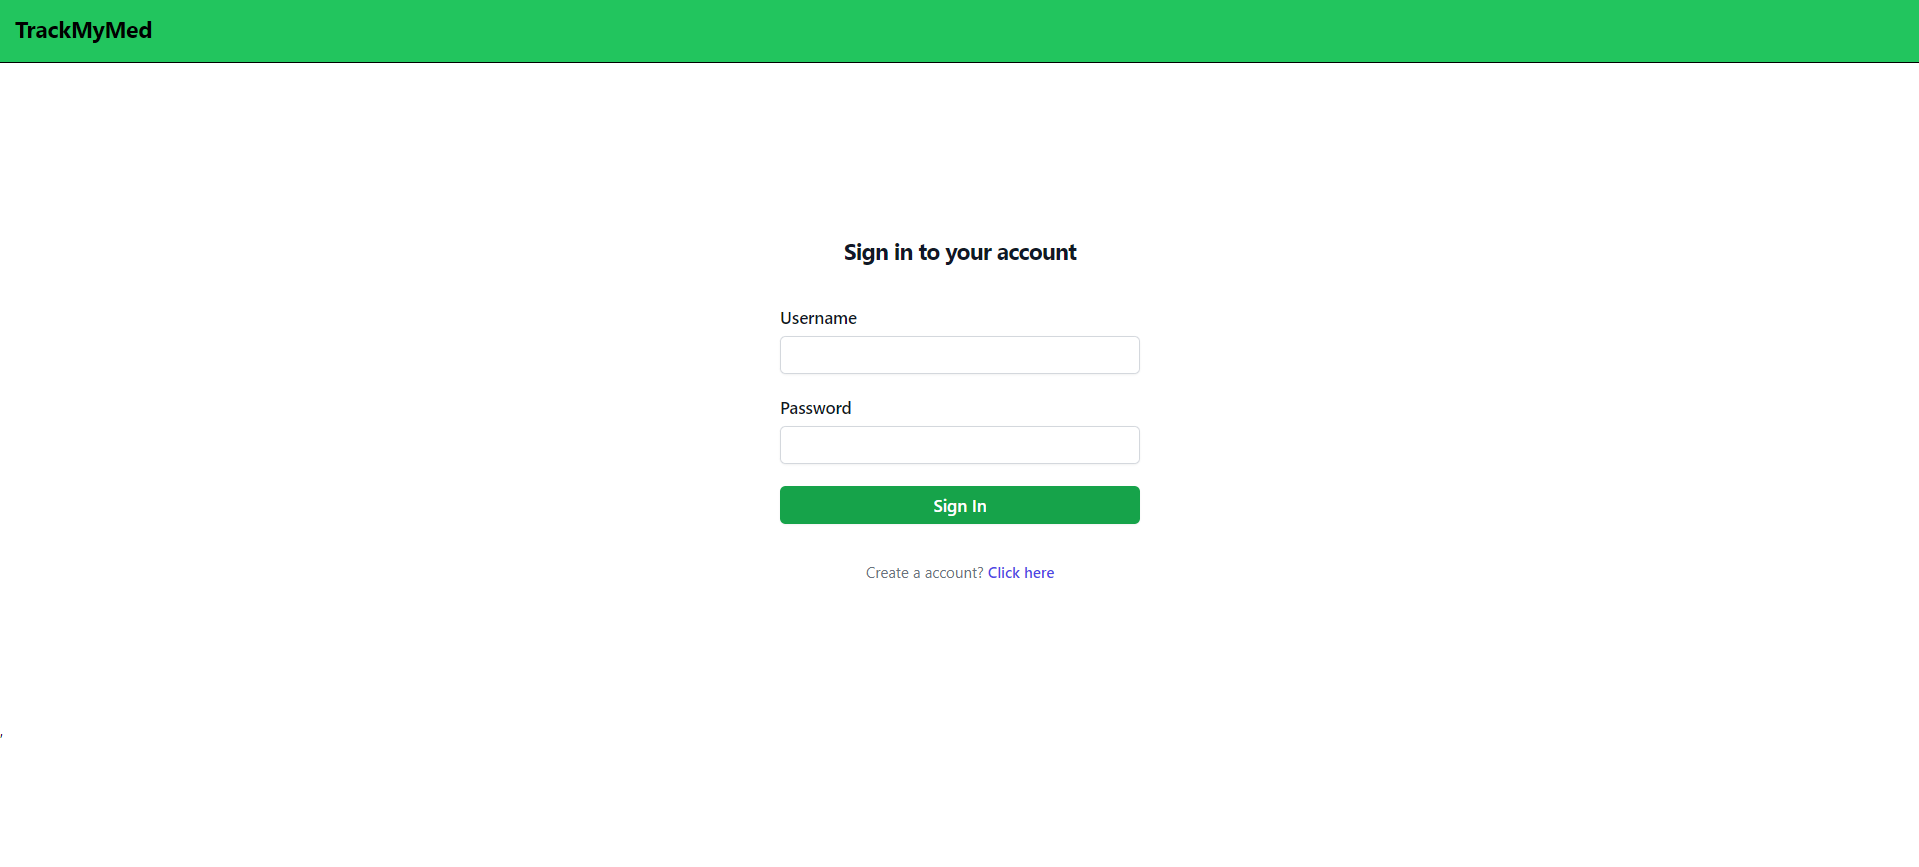 TrackMyMed
Sign in to your account
Username
Password
Sign In
Create a account? Click here
,